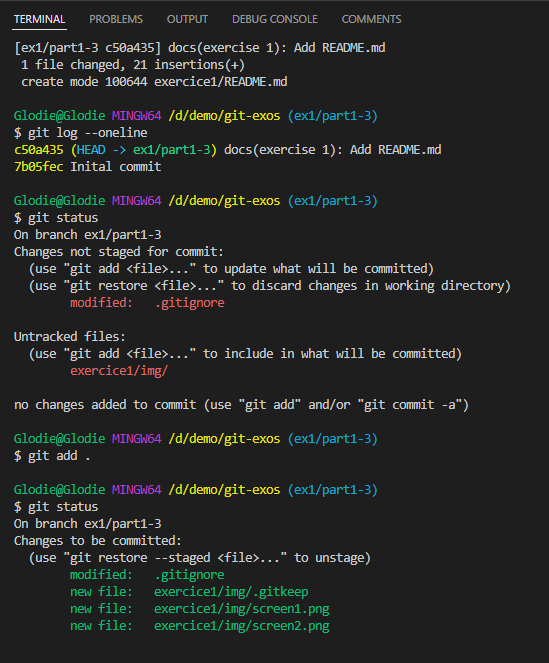 TERMINAL PROBLEMS OUTPUT DEBUG CONSOLE COMMENTS
[ex1/part1-3 c50a435] docs(exercise 1): Add README.md
 1 file changed, 21 insertions(+)
 create mode 100644 exercice1/README.md

Glodie@Glodie MINGW64 /d/demo/git-exos (ex1/part1-3)
$ git log --oneline
c50a435 (HEAD -> ex1/part1-3) docs(exercise 1): Add README.md
7b05fec Inital commit

Glodie@Glodie MINGW64 /d/demo/git-exos (ex1/part1-3)
$ git status
On branch ex1/part1-3
Changes not staged for commit:
  (use "git add <file>..." to update what will be committed)
  (use "git restore <file>..." to discard changes in working directory)
        modified:   .gitignore

Untracked files:
  (use "git add <file>..." to include in what will be committed)
        exercice1/img/

no changes added to commit (use "git add" and/or "git commit -a")

Glodie@Glodie MINGW64 /d/demo/git-exos (ex1/part1-3)
$ git add .

Glodie@Glodie MINGW64 /d/demo/git-exos (ex1/part1-3)
$ git status
On branch ex1/part1-3
Changes to be committed:
  (use "git restore --staged <file>..." to unstage)
        modified:   .gitignore
        new file:   exercice1/img/.gitkeep
        new file:   exercice1/img/screen1.png
        new file:   exercice1/img/screen2.png